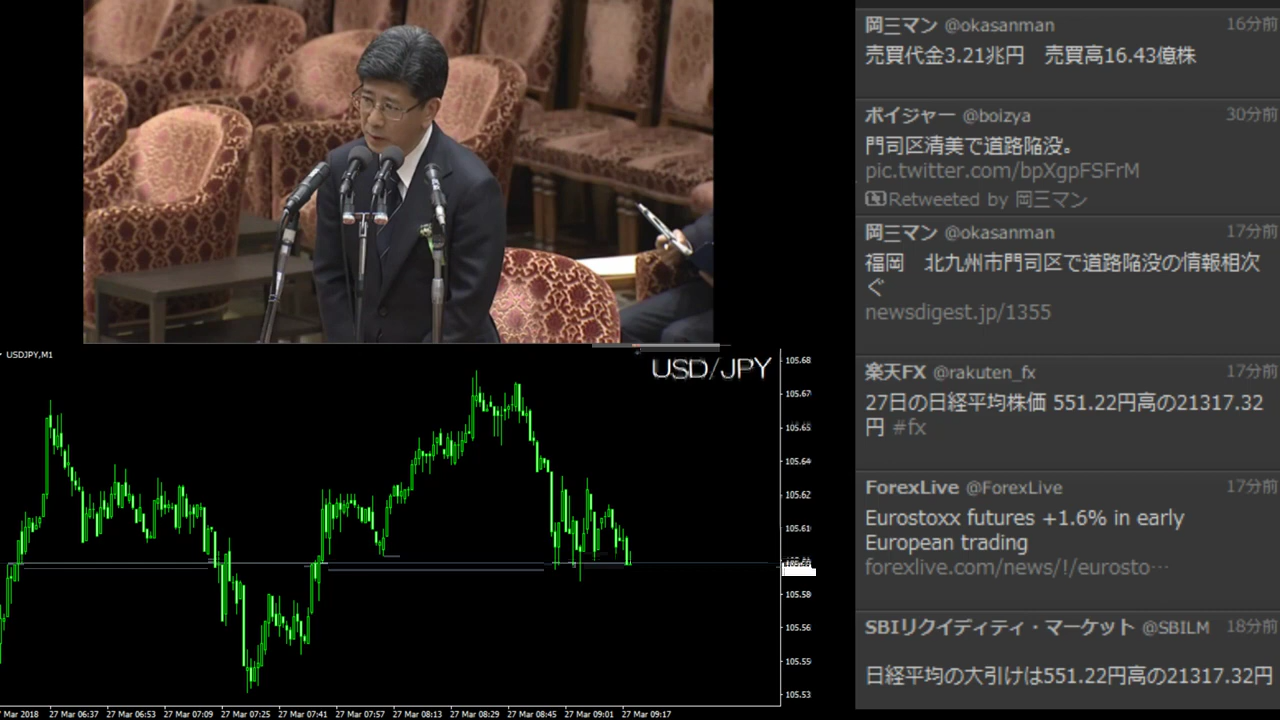 USDJPY,M1
USD/JPY
105.68
105.67
105.65
105.64
105.62
105.61
105.58
105.56
105.55
105.53
Mar 2018 27 Mar 06:37 27 Mar 06:53 27 Mar 07:09 27 Mar 07:25 27 Mar 07:41 27 Mar 07:57 27 Mar 08:13 27 Mar 08:29 27 Mar 08:45 27 Mar 09:01 27 Mar 09:17
岡三マン @okasanman 16分前
売買代金3.21兆円 売買高16.43億株
ボイジャー @boizya 30分前
門司区清美で道路陥没。
pic.twitter.com/bpXgpFSFrM
Retweeted by 岡三マン
岡三マン @okasanman 17分前
福岡 北九州市門司区で道路陥没の情報相次
ぐ
newsdigest.jp/1355
楽天FX @rakuten_fx 17分前
27日の日経平均株価 551.22円高の21317.32
円 #fx
ForexLive @ForexLive 17分前
Eurostoxx futures +1.6% in early
European trading
forexlive.com/news/!/eurosto…
SBIリクイディティ・マーケット @SBILM 18分前
日経平均の大引けは551.22円高の21317.32円